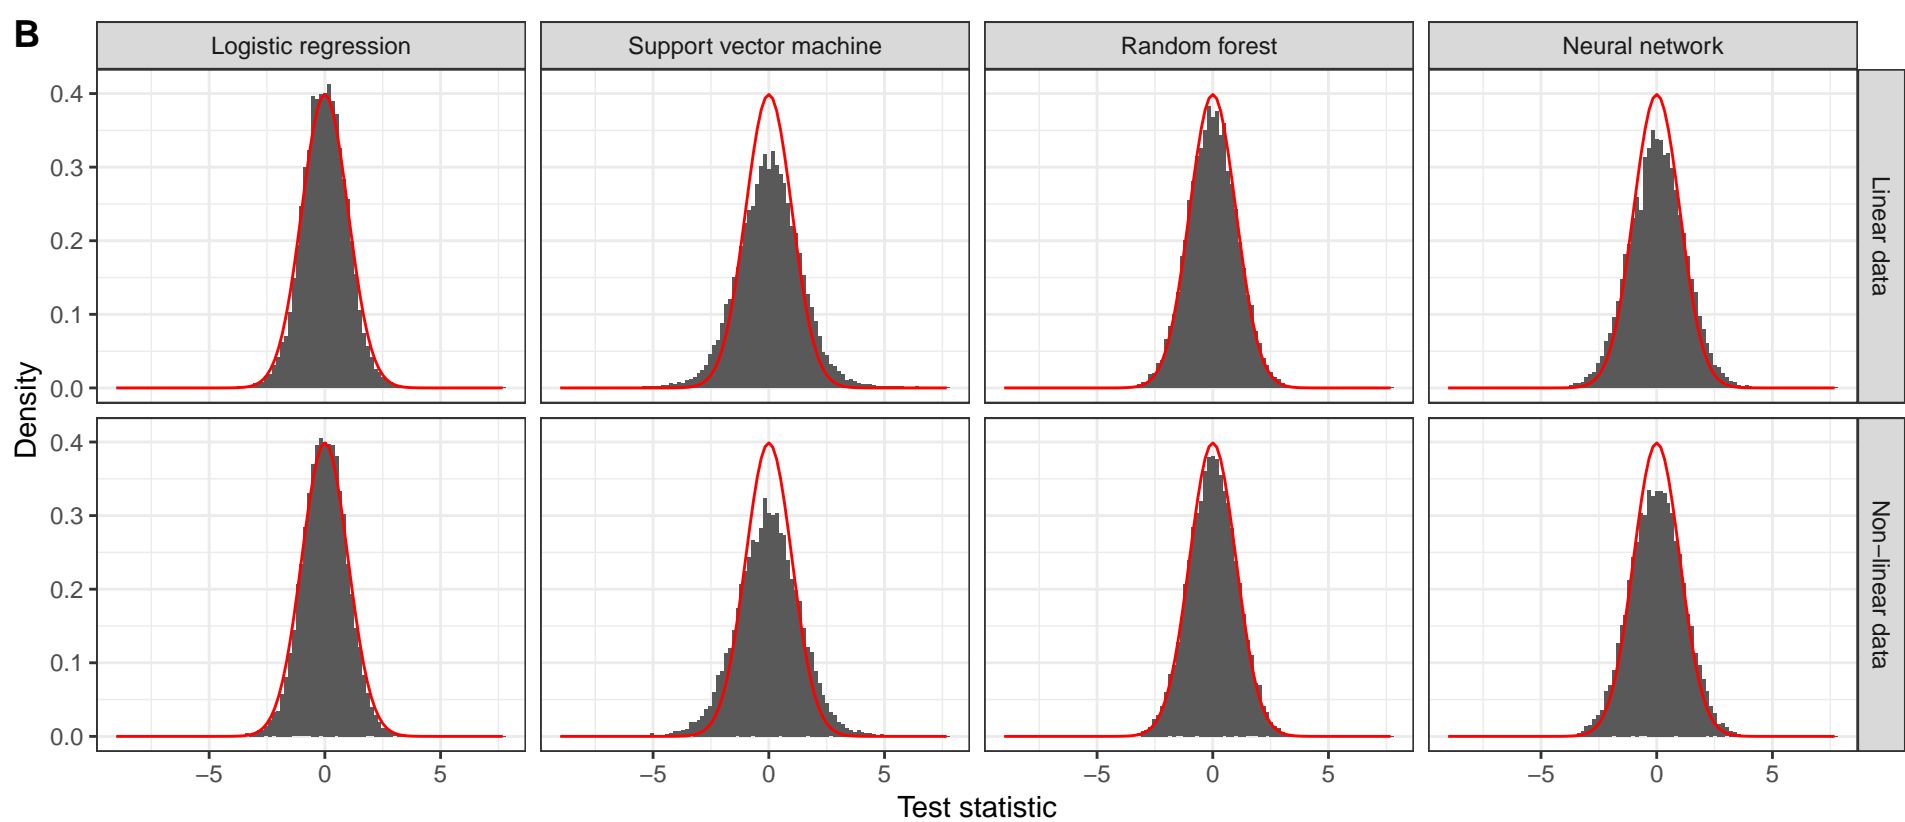 B
Logistic regression
Support vector machine
Random forest
Neural network
0.4
0.3
0.2
0.1
0.0
Linear data
Density
0.4
0.3
0.2
0.1
0.0
Non−linear data
−5 0 5
−5 0 5
−5 0 5
−5 0 5
Test statistic